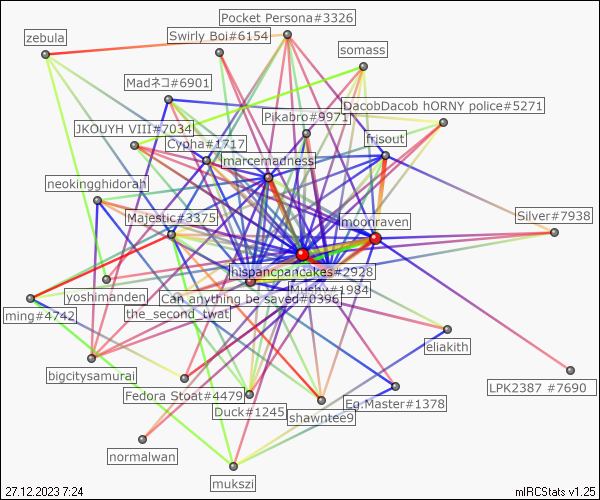 Pocket Persona#3326
Swirly Boi#6154
zebula
somass
Madネコ#6901
DacobDacob hORNY police#5271
Pikabro#9971
JKOUYH VIII#7034
Cypha#1717
frisout
marcemadness
neokingghidorah
Majestic#3375
moonraven
Silver#7938
hispancpancakes#2928
Mushy#1984
yoshimanden
Can anything be saved#0396
ming#4742
the_second_twat
eliakith
bigcitysamurai
LPK2387 #7690
Fedora Stoat#4479
Eg.Master#1378
Duck#1245
shawntee9
normalwan
mukszi
27.12.2023 7:24
mIRCStats v1.25